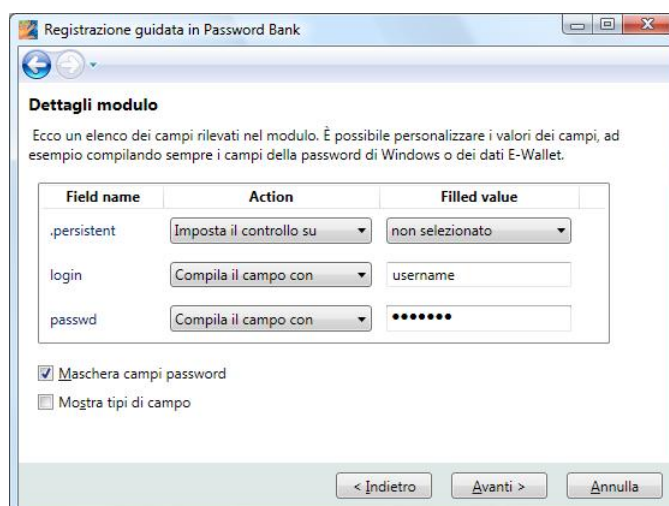 Registrazione guidata in Password Bank
Dettagli modulo
Ecco un elenco dei campi rilevati nel modulo. È possibile personalizzare i valori dei campi, ad
esempio compilando sempre i campi della password di Windows o dei dati E-Wallet.
Field name Action Filled value
.persistent Imposta il controllo su non selezionato
login Compila il campo con username
passwd Compila il campo con •••••••
Maschera campi password
Mostra tipi di campo
< Indietro Avanti > Annulla